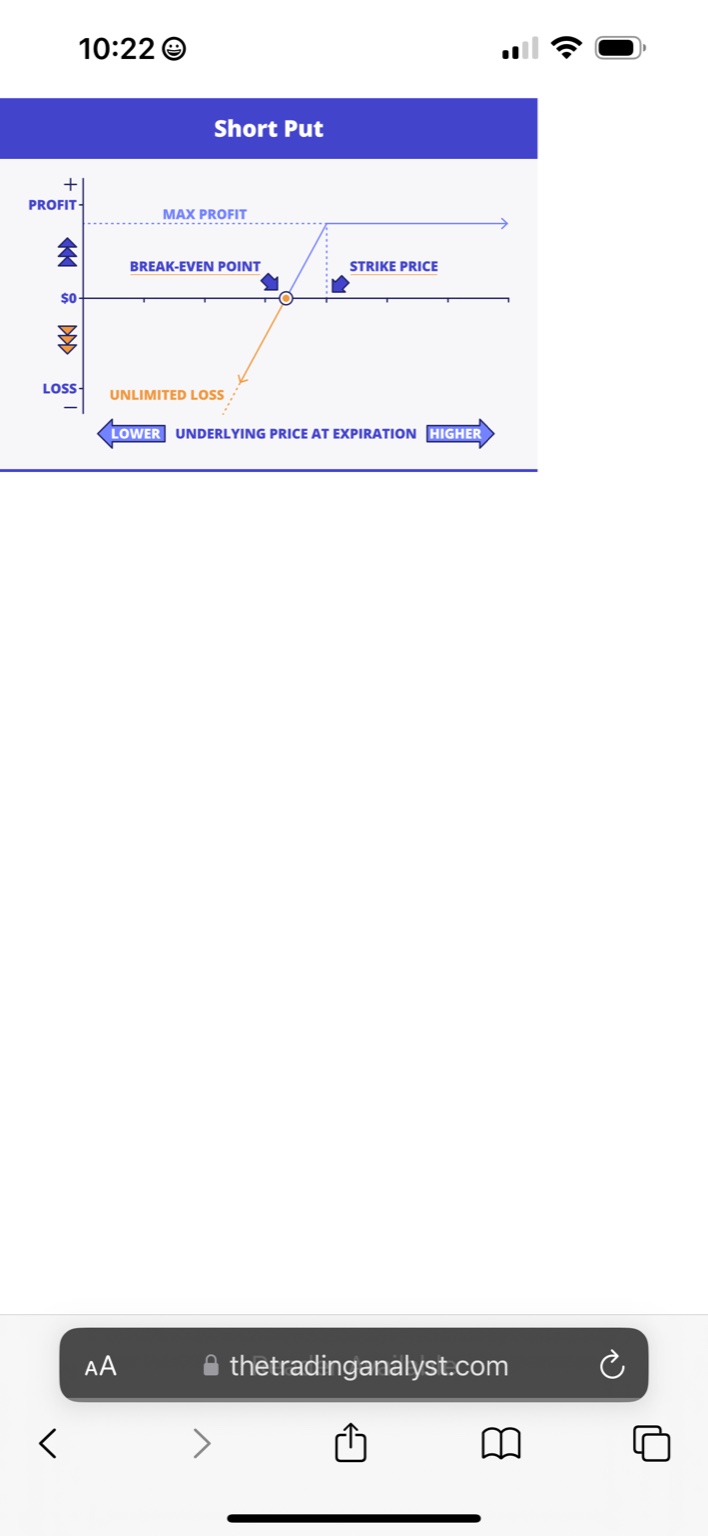 10:22
Short Put
+
PROFIT
MAX PROFIT
BREAK-EVEN POINT
STRIKE PRICE
$0
LOSS
UNLIMITED LOSS
−
LOWER UNDERLYING PRICE AT EXPIRATION HIGHER
AA thetradinganalyst.com